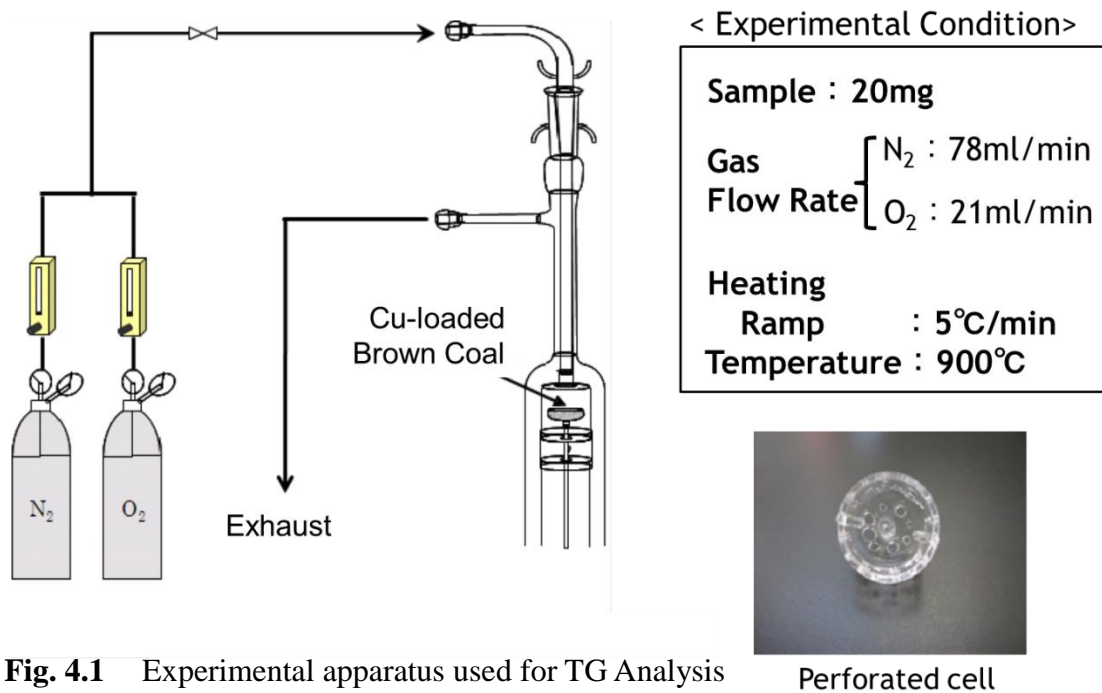 < Experimental Condition>
Sample : 20mg
Gas
Flow Rate
N₂ : 78ml/min
O₂ : 21ml/min
Heating
Ramp : 5℃/min
Temperature : 900℃
Cu-loaded
Brown Coal
N₂
O₂
Exhaust
Fig. 4.1 Experimental apparatus used for TG Analysis
Perforated cell